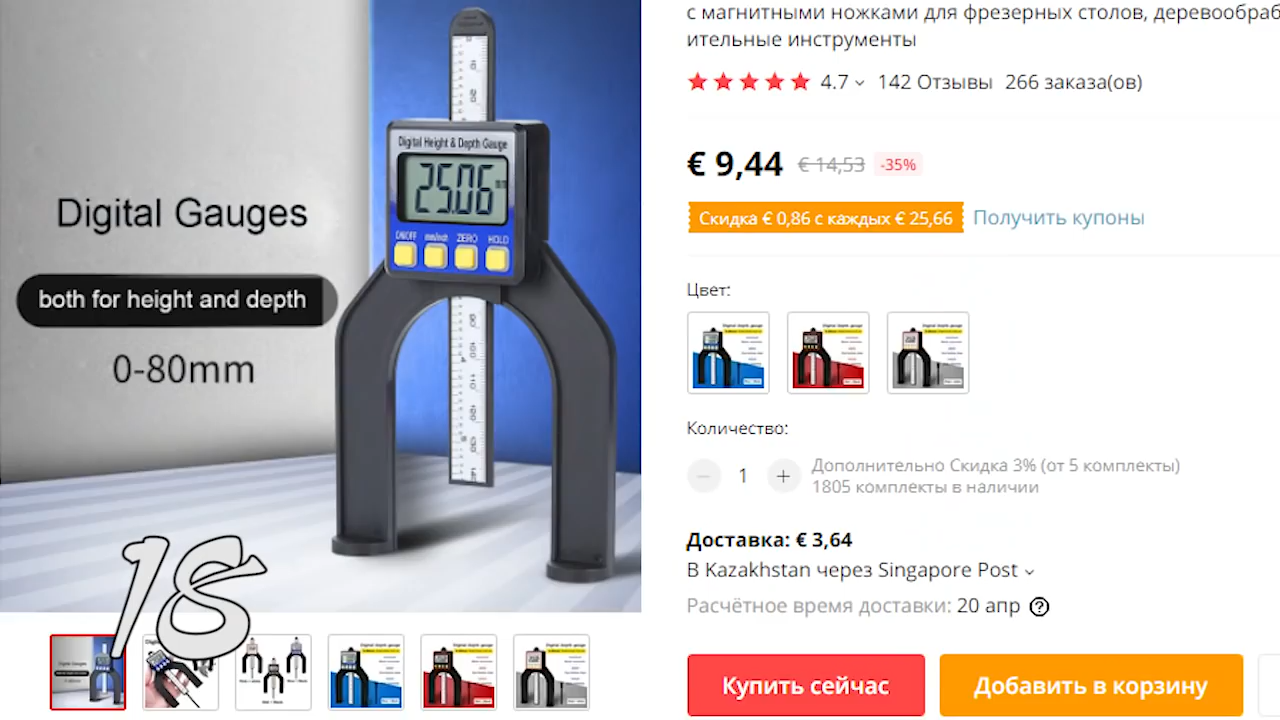 с магнитными ножками для фрезерных столов, деревообраб
ительные инструменты
4.7 142 Отзывы 266 заказа(ов)
€ 9,44 € 14,53 -35%
Скидка € 0,86 с каждых € 25,66 Получить купоны
Цвет:
Количество:
1
Дополнительно Скидка 3% (от 5 комплекты)
1805 комплекты в наличии
Доставка: € 3,64
В Kazakhstan через Singapore Post
Расчётное время доставки: 20 апр
Купить сейчас Добавить в корзину
Digital Gauges
both for height and depth
0-80mm
Digital Height & Depth Gauge
25.06 mm
ON/OFF mm/inch ZERO HOLD
18